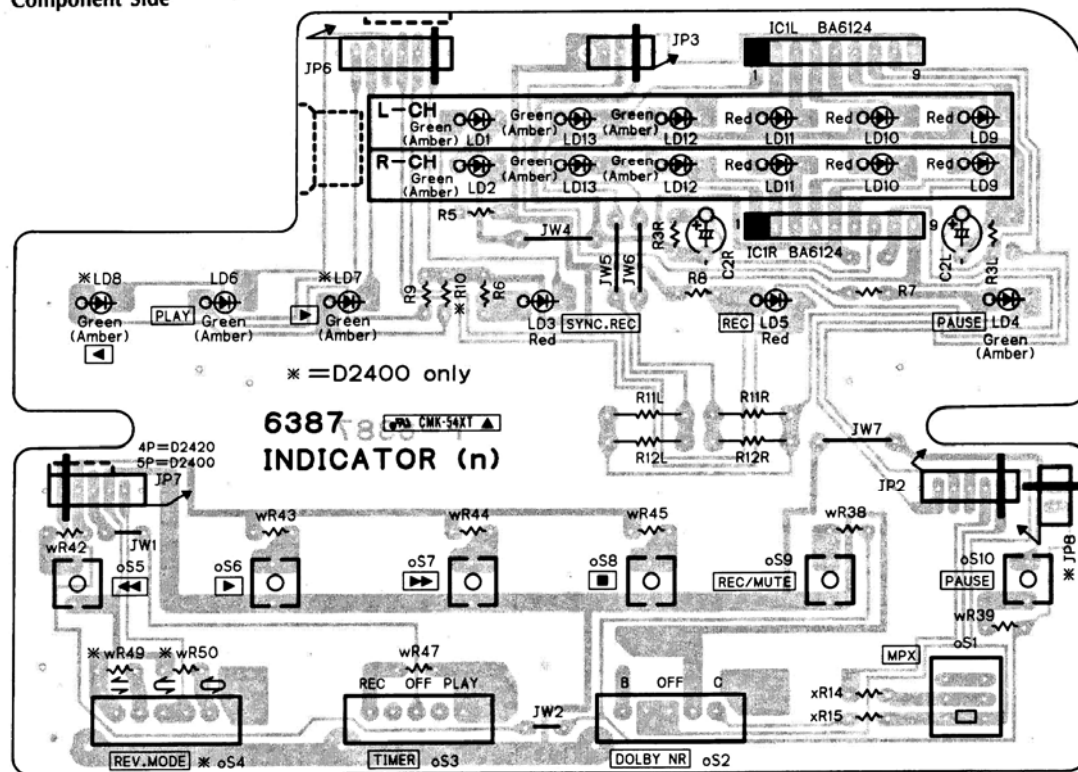 Component Side
IC1L BA6124
JP3
JP6
1 9
L-CH
Green (Amber) LD1
Green (Amber) LD13
Green (Amber) LD12
Red LD11
Red LD10
Red LD9
R-CH
Green (Amber) LD2
Green (Amber) LD13
Green (Amber) LD12
Red LD11
Red LD10
Red LD9
R5
JW4
JW5
JW6
R3R
C2R
1 9
IC1R BA6124
C2L
R3L
※LD8
Green (Amber)
◀
PLAY
LD6
Green (Amber)
▶
※LD7
Green (Amber)
R9
※R10
R6
LD3
Red
SYNC.REC
R8
REC
LD5
Red
R7
PAUSE
LD4
Green (Amber)
※=D2400 only
6387
CMK-54XT
INDICATOR (n)
R11L
R11R
R12L
R12R
JW7
4P=D2420
5P=D2400
JP7
JP2
※JP8
wR42
JW1
wR43
wR44
wR45
wR38
oS5
◀◀
oS6
▶
oS7
▶▶
oS8
■
oS9
REC/MUTE
oS10
PAUSE
wR39
※wR49
※wR50
wR47
MPX
oS1
REC OFF PLAY
B OFF C
xR14
xR15
JW2
REV.MODE ※oS4
TIMER oS3
DOLBY NR oS2